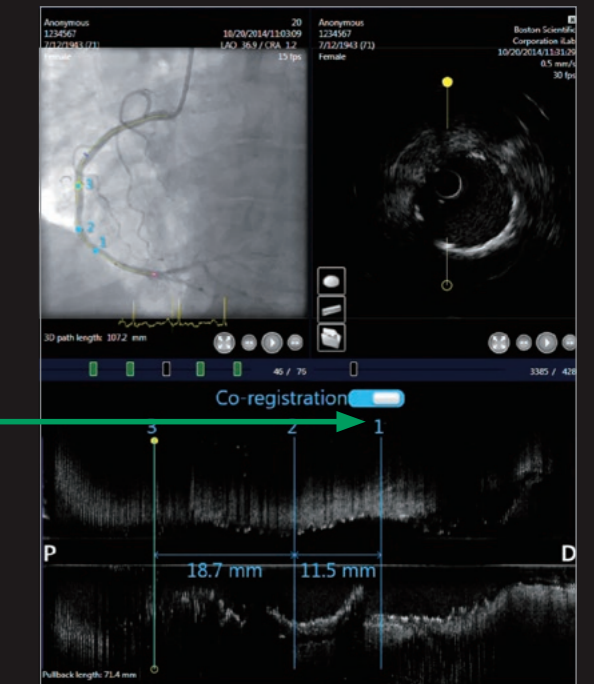 Anonymous
20
1234567
10/20/2014/11:03:09
7/12/1943 (71)
LAO 36.9 / CRA 1.2
Female
15 fps
3
2
1
3D path length: 107.2 mm
46 / 76
Anonymous
Boston Scientific
1234567
Corporation iLab
7/12/1943 (71)
10/20/2014/11:31:29
Female
0.5 mm/s
30 fps
3385 / 428
Co-registration
3
2
1
P
D
18.7 mm
11.5 mm
Pullback length: 71.4 mm